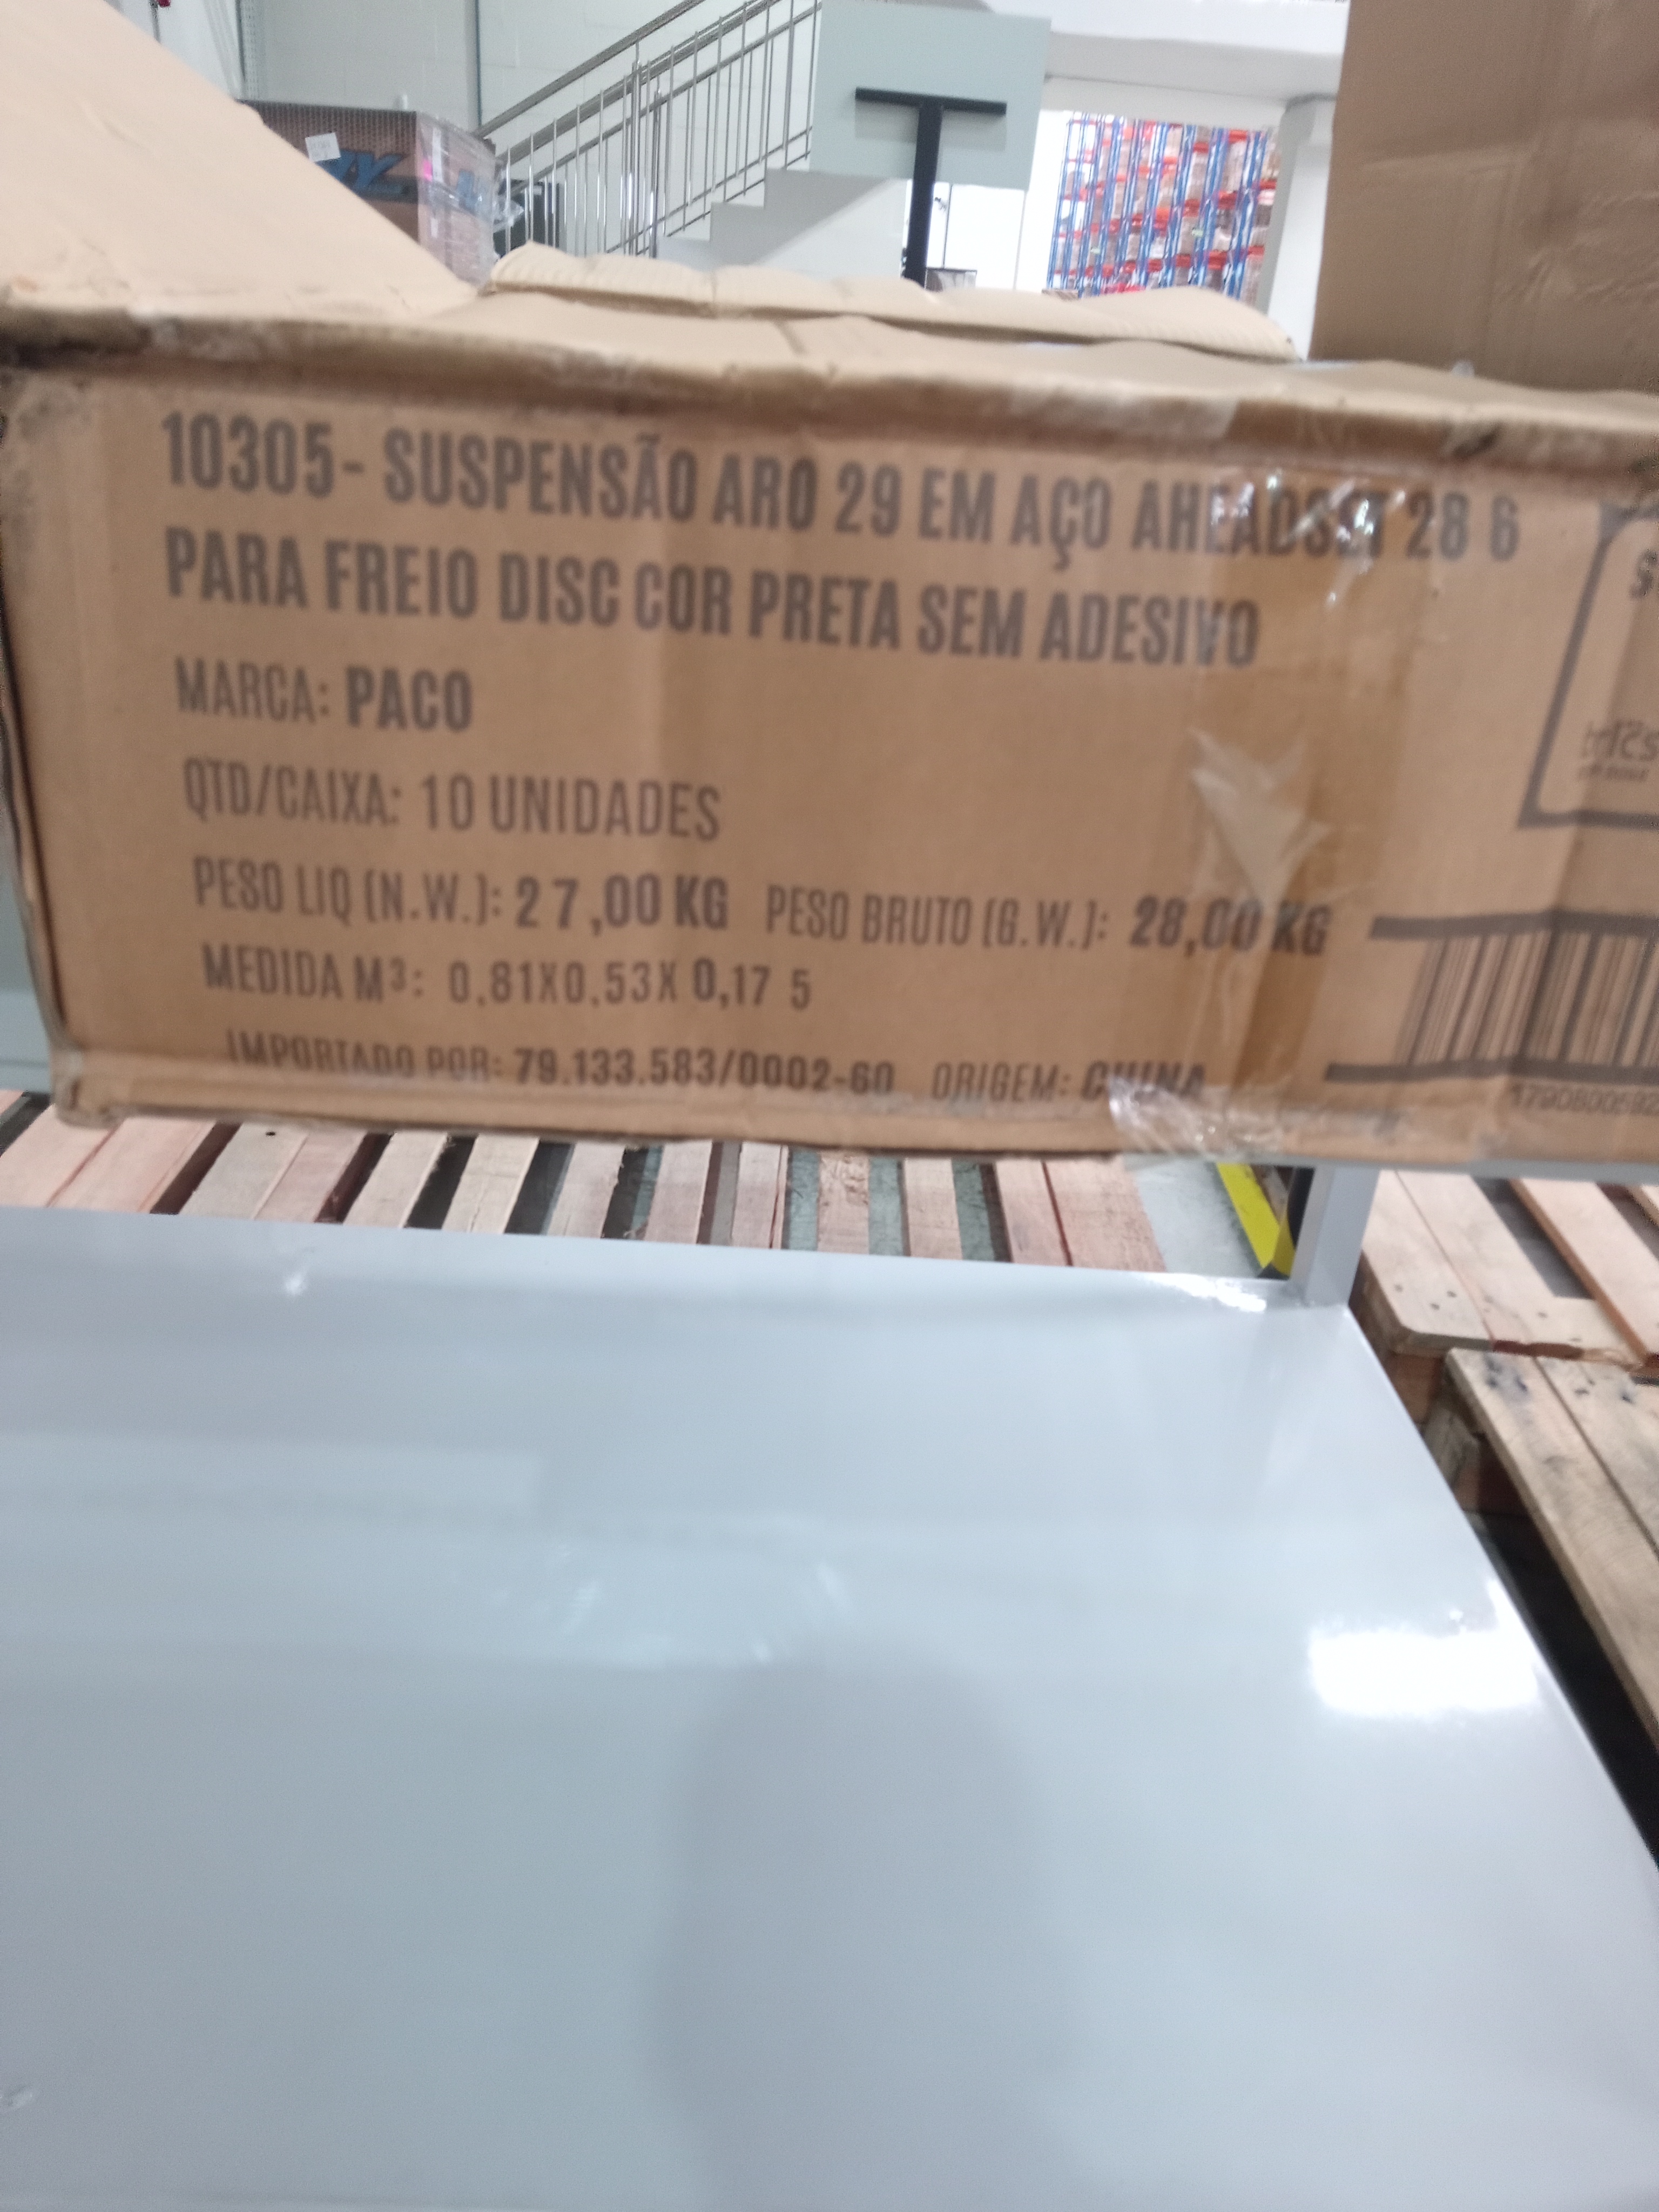 10305- SUSPENSÃO ARO 29 EM AÇO AHEADSET 28 6
PARA FREIO DISC COR PRETA SEM ADESIVO
MARCA: PACO
QTD/CAIXA: 10 UNIDADES
PESO LIQ (N.W.): 27,00 KG PESO BRUTO (G.W.): 28,00 KG
MEDIDA M³: 0,81X0,53X 0,17 5
IMPORTADO POR: 79.133.583/0002-60 ORIGEM: CHINA